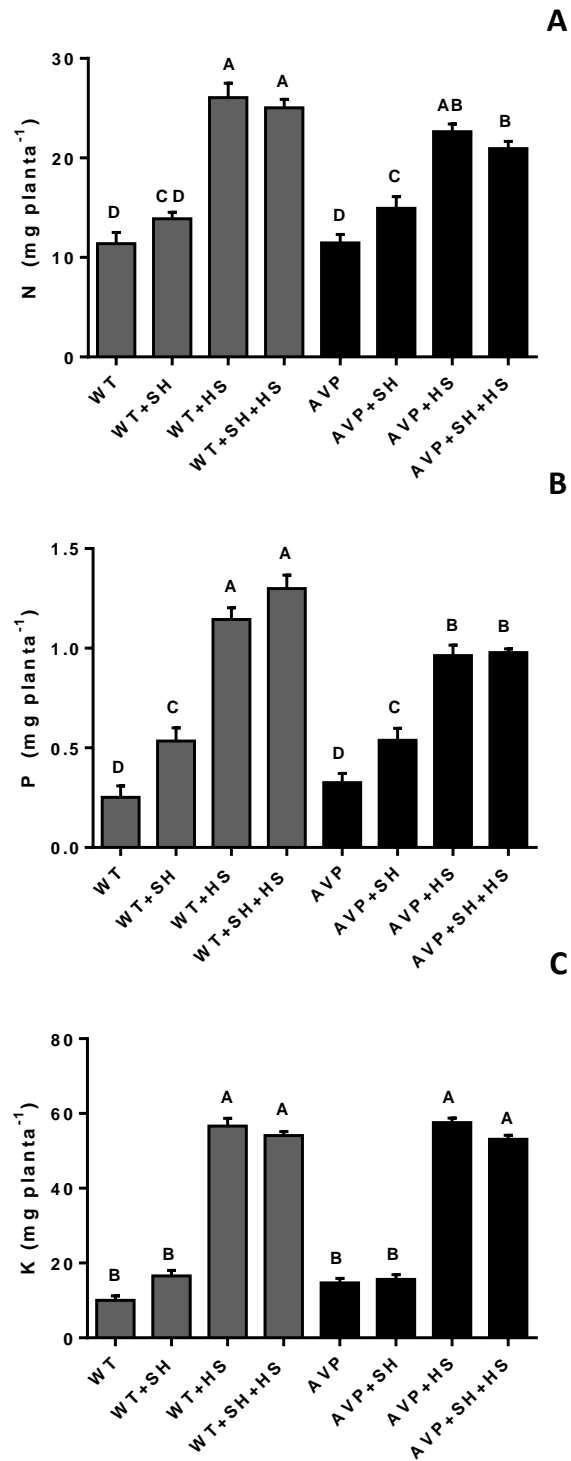 A
N (mg planta⁻¹)
30
20
10
0
D
C D
A
A
D
C
AB
B
WT
WT+SH
WT+HS
WT+SH+HS
AVP
AVP+SH
AVP+HS
AVP+SH+HS
B
P (mg planta⁻¹)
1.5
1.0
0.5
0.0
D
C
A
A
D
C
B
B
WT
WT+SH
WT+HS
WT+SH+HS
AVP
AVP+SH
AVP+HS
AVP+SH+HS
C
K (mg planta⁻¹)
80
60
40
20
0
B
B
A
A
B
B
A
A
WT
WT+SH
WT+HS
WT+SH+HS
AVP
AVP+SH
AVP+HS
AVP+SH+HS